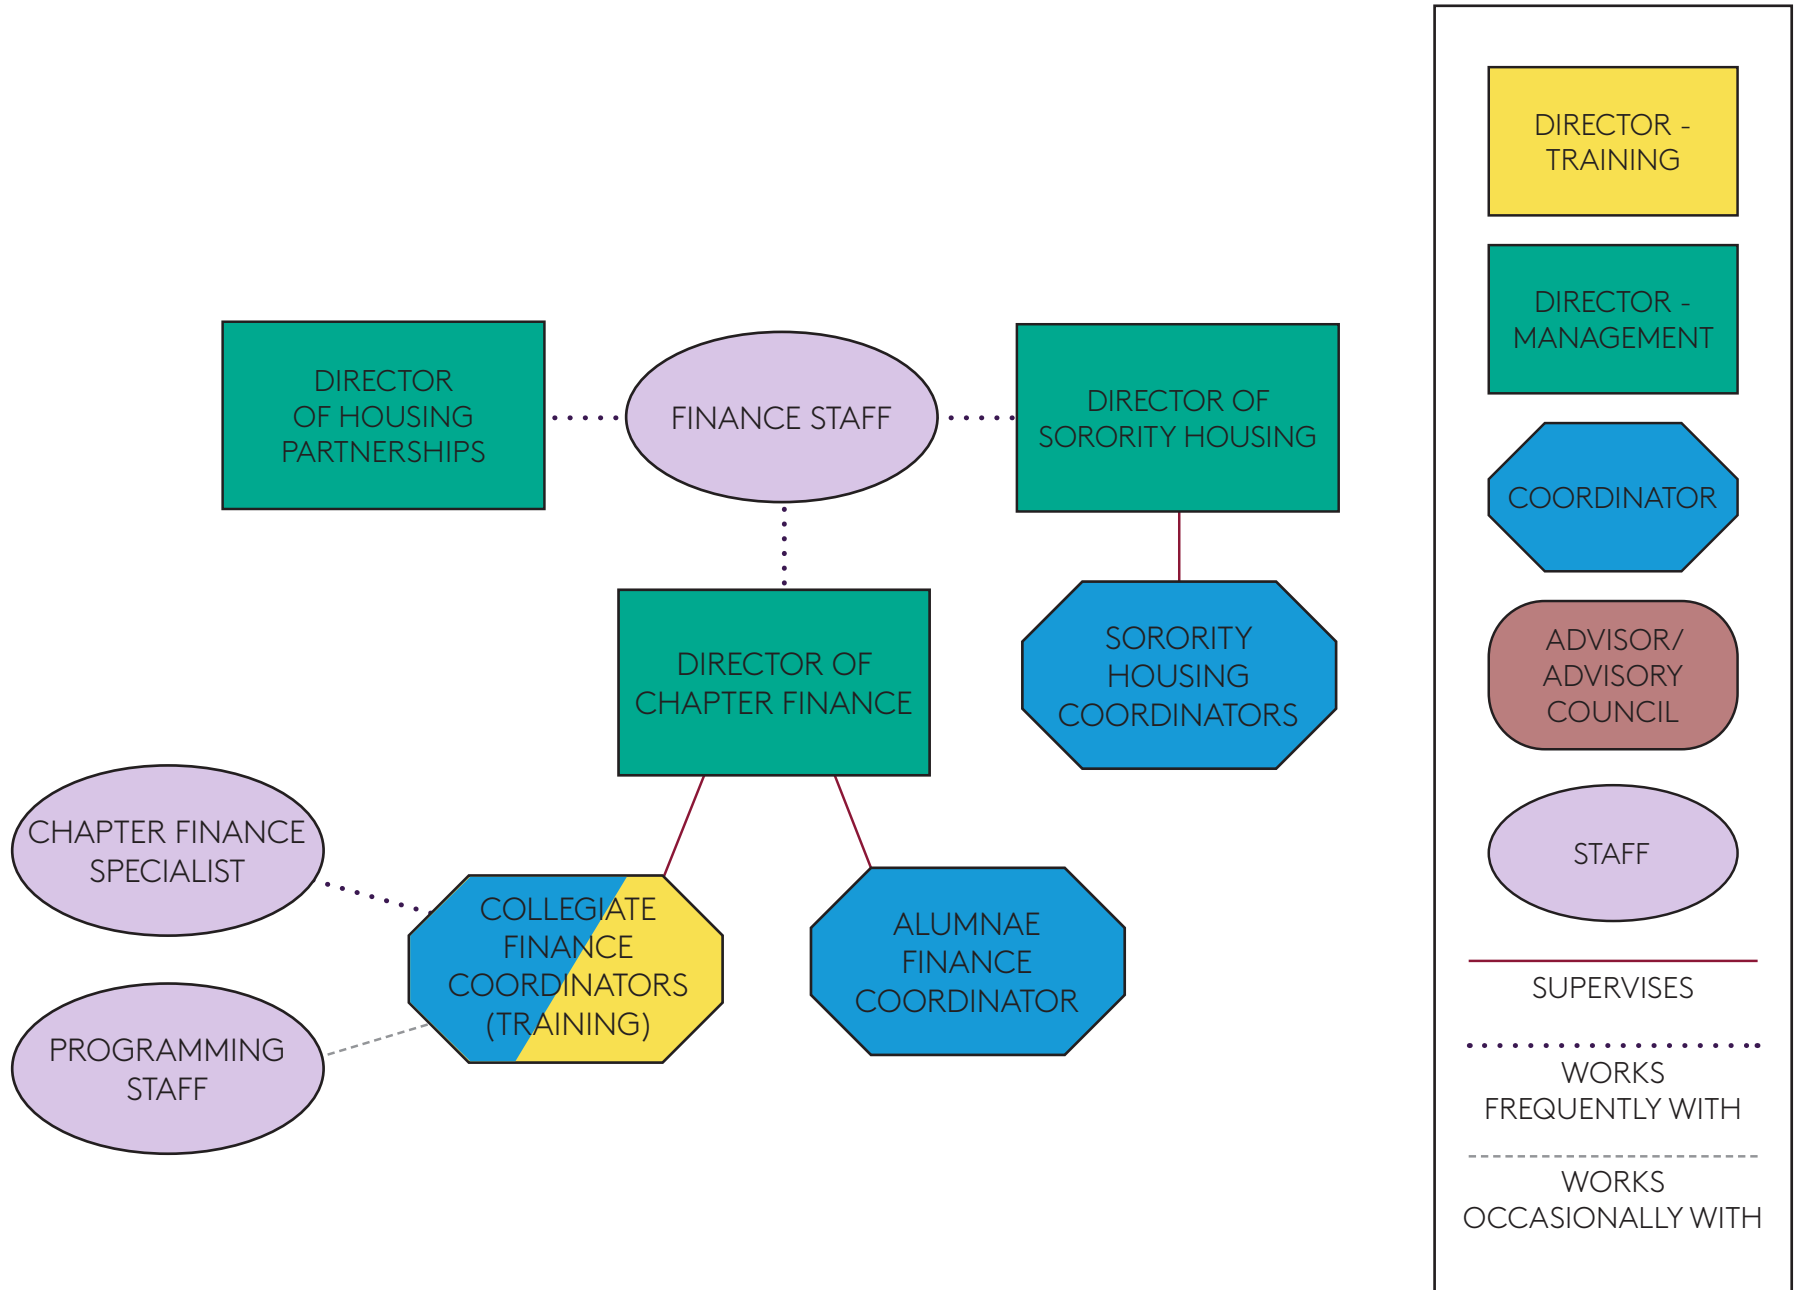 DIRECTOR
OF HOUSING
PARTNERSHIPS
FINANCE STAFF
DIRECTOR OF
SORORITY HOUSING
DIRECTOR OF
CHAPTER FINANCE
SORORITY
HOUSING
COORDINATORS
CHAPTER FINANCE
SPECIALIST
COLLEGIATE
FINANCE
COORDINATORS
(TRAINING)
ALUMNAE
FINANCE
COORDINATOR
PROGRAMMING
STAFF
DIRECTOR -
TRAINING
DIRECTOR -
MANAGEMENT
COORDINATOR
ADVISOR/
ADVISORY
COUNCIL
STAFF
SUPERVISES
WORKS
FREQUENTLY WITH
WORKS
OCCASIONALLY WITH